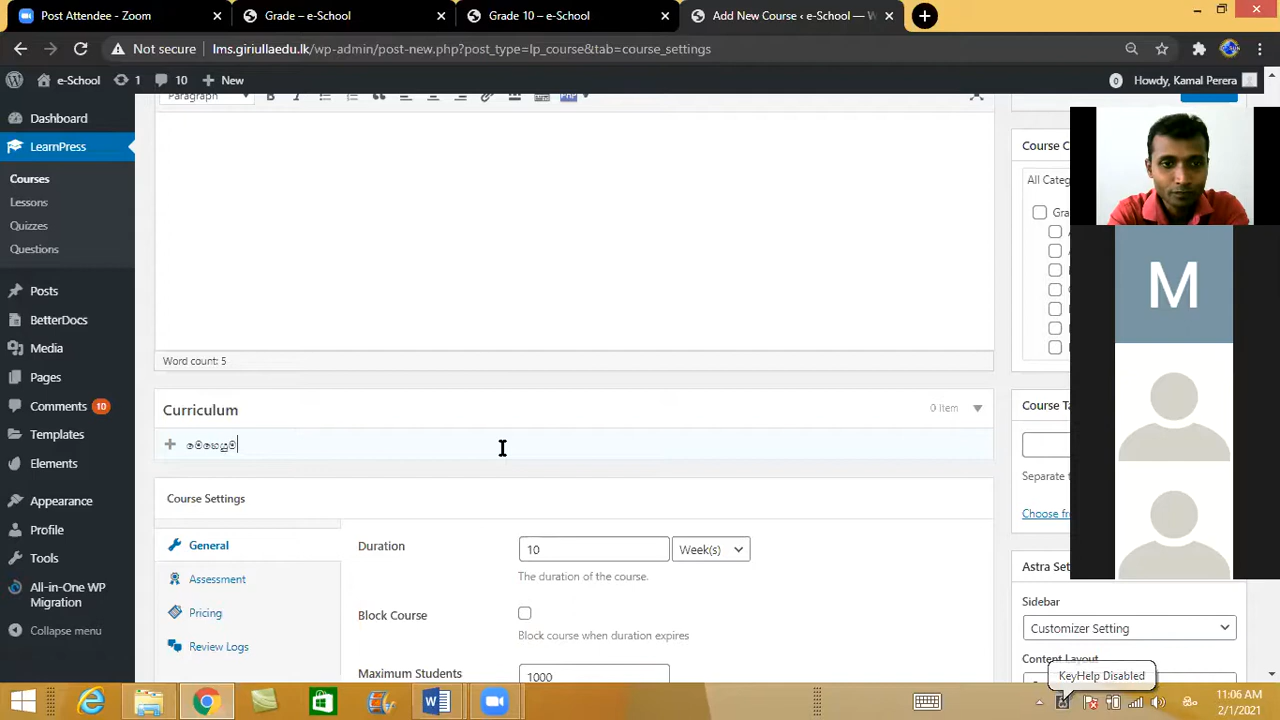 Post Attendee - Zoom
Grade – e-School
Grade 10 – e-School
Add New Course ‹ e-School — W
Not secure
lms.giriullaedu.lk/wp-admin/post-new.php?post_type=lp_course&tab=course_settings
e-School
1
10
New
0
Howdy, Kamal Perera
Dashboard
LearnPress
Courses
Lessons
Quizzes
Questions
Posts
BetterDocs
Media
Pages
Comments 10
Templates
Elements
Appearance
Profile
Tools
All-in-One WP
Migration
Collapse menu
Paragraph
Word count: 5
Curriculum
0 Item
මෙහෙයුම්
Course Settings
General
Assessment
Pricing
Review Logs
Duration
10
Week(s)
The duration of the course.
Block Course
Block course when duration expires
Maximum Students
1000
Course C
All Categ
Gra
Course Ta
Separate t
Choose fr
Astra Set
Sidebar
Customizer Setting
Content Layout
M
KeyHelp Disabled
11:06 AM
2/1/2021